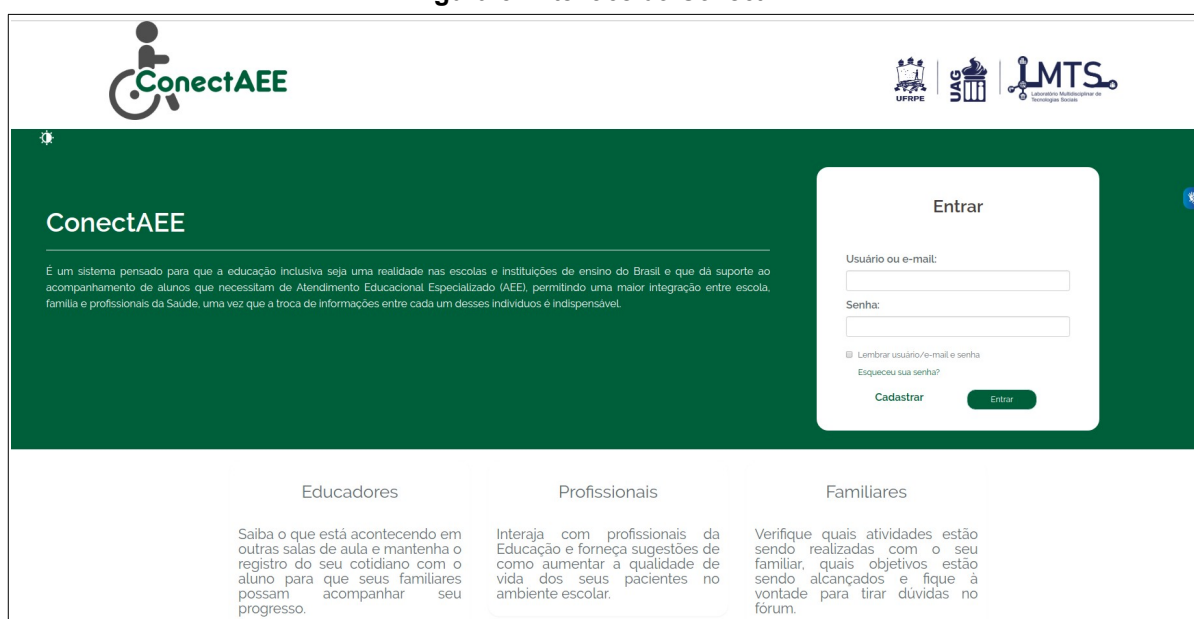 ConectAEE
UFRPE
UAG
LMTS
Laboratório Multidisciplinar de
Tecnologias Sociais
ConectAEE
É um sistema pensado para que a educação inclusiva seja uma realidade nas escolas e instituições de ensino do Brasil e que dá suporte ao
acompanhamento de alunos que necessitam de Atendimento Educacional Especializado (AEE), permitindo uma maior integração entre escola,
família e profissionais da Saúde, uma vez que a troca de informações entre cada um desses indivíduos é indispensável.
Entrar
Usuário ou e-mail:
Senha:
Lembrar usuário/e-mail e senha
Esqueceu sua senha?
Cadastrar
Entrar
Educadores
Saiba o que está acontecendo em
outras salas de aula e mantenha o
registro do seu cotidiano com o
aluno para que seus familiares
possam acompanhar seu
progresso.
Profissionais
Interaja com profissionais da
Educação e forneça sugestões de
como aumentar a qualidade de
vida dos seus pacientes no
ambiente escolar.
Familiares
Verifique quais atividades estão
sendo realizadas com o seu
familiar, quais objetivos estão
sendo alcançados e fique à
vontade para tirar dúvidas no
fórum.